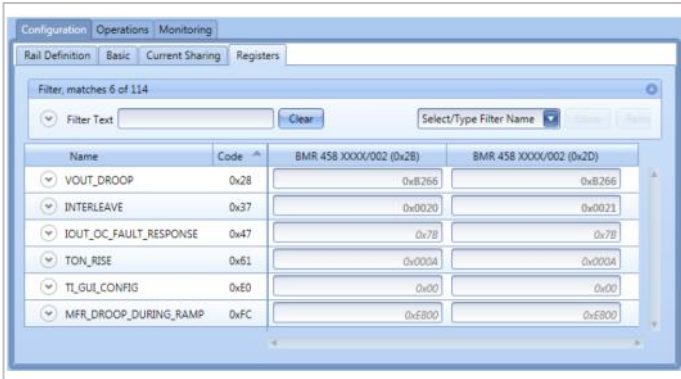 Configuration Operations Monitoring
Rail Definition Basic Current Sharing Registers
Filter, matches 6 of 114
Filter Text Clear Select/Type Filter Name
Name Code BMR 458 XXXX/002 (0x2B) BMR 458 XXXX/002 (0x2D)
VOUT_DROOP 0x28 0xB266 0xB266
INTERLEAVE 0x37 0x0020 0x0021
IOUT_OC_FAULT_RESPONSE 0x47 0x7B 0x7B
TON_RISE 0x61 0x000A 0x000A
TI_GUI_CONFIG 0xE0 0x00 0x00
MFR_DROOP_DURING_RAMP 0xFC 0xE800 0xE800